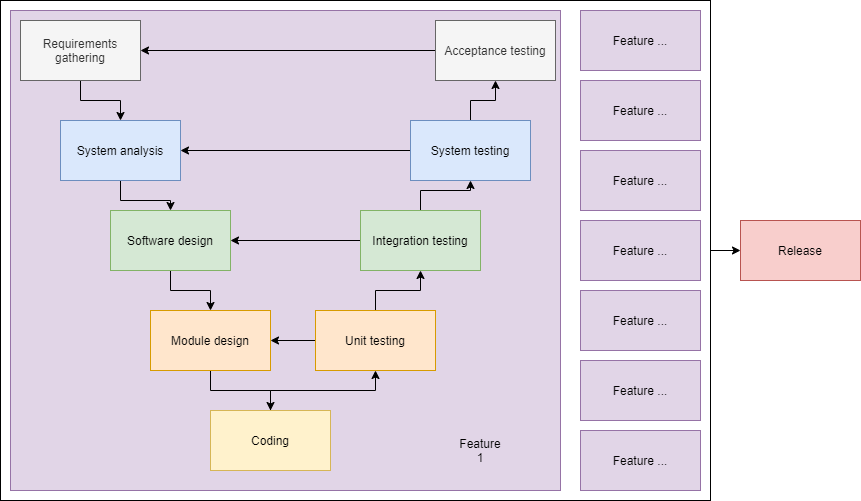 Requirements
gathering
Acceptance testing
System analysis
System testing
Software design
Integration testing
Module design
Unit testing
Coding
Feature
1
Feature ...
Feature ...
Feature ...
Feature ...
Feature ...
Feature ...
Feature ...
Release